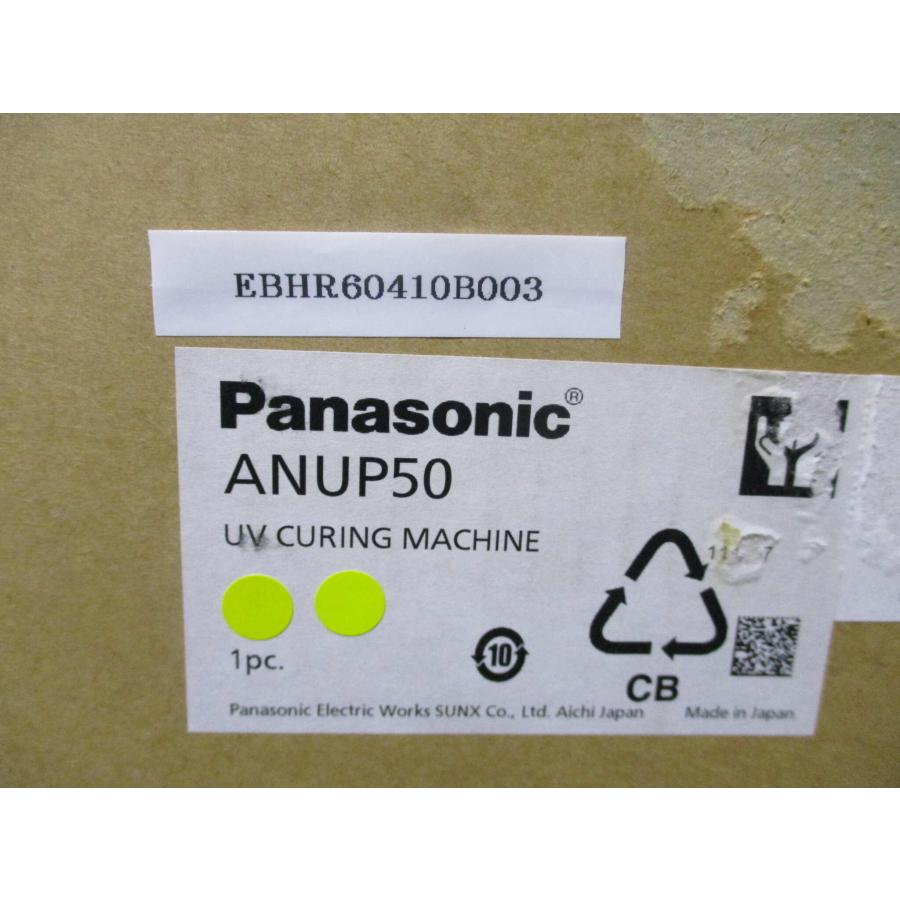 EBHR60410B003
Panasonic®
ANUP50
UV CURING MACHINE
1pc.
10
CB
Panasonic Electric Works SUNX Co., Ltd. Aichi Japan Made in Japan